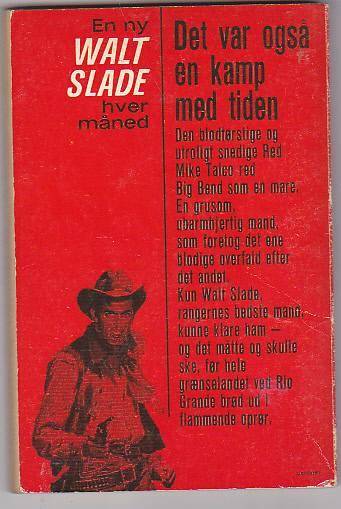 En ny
WALT
SLADE
hver
måned
Det var også
en kamp
med tiden
Den blodtørstige og
utroligt snedige Red
Mike Talco red
Big Bend som en mare.
En grusom,
ubarmhjertig mand,
som foretog det ene
blodige overfald efter
det andet.
Kun Walt Slade,
rangernes bedste mand,
kunne klare ham —
og det måtte og skulle
ske, før hele
grænselandet ved Rio
Grande brød ud i
flammende oprør.